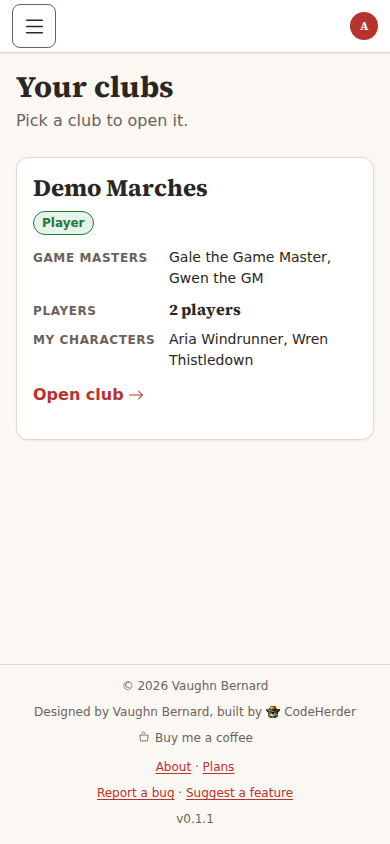 A
Your clubs
Pick a club to open it.
Demo Marches
Player
GAME MASTERS Gale the Game Master,
Gwen the GM
PLAYERS 2 players
MY CHARACTERS Aria Windrunner, Wren
Thistledown
Open club →
© 2026 Vaughn Bernard
Designed by Vaughn Bernard, built by CodeHerder
Buy me a coffee
About · Plans
Report a bug · Suggest a feature
v0.1.1